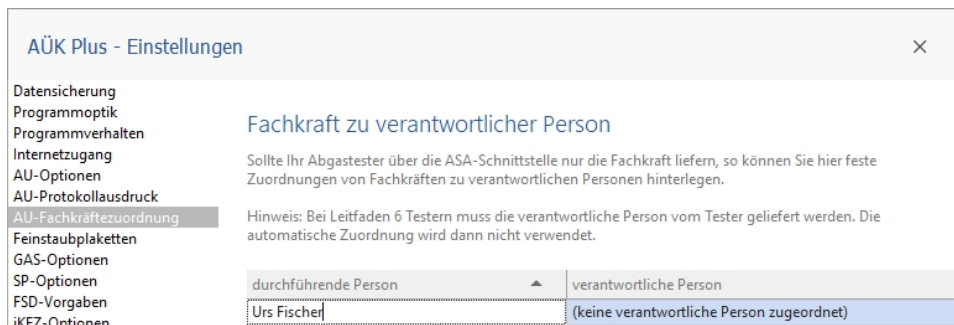 AÜK Plus - Einstellungen
Datensicherung
Programmoptik
Programmverhalten
Internetzugang
AU-Optionen
AU-Protokollausdruck
AU-Fachkräftezuordnung
Feinstaubplaketten
GAS-Optionen
SP-Optionen
FSD-Vorgaben
iKFZ-Optionen
Fachkraft zu verantwortlicher Person
Sollte Ihr Abgastester über die ASA-Schnittstelle nur die Fachkraft liefern, so können Sie hier feste
Zuordnungen von Fachkräften zu verantwortlichen Personen hinterlegen.
Hinweis: Bei Leitfaden 6 Testern muss die verantwortliche Person vom Tester geliefert werden. Die
automatische Zuordnung wird dann nicht verwendet.
durchführende Person verantwortliche Person
Urs Fischer (keine verantwortliche Person zugeordnet)